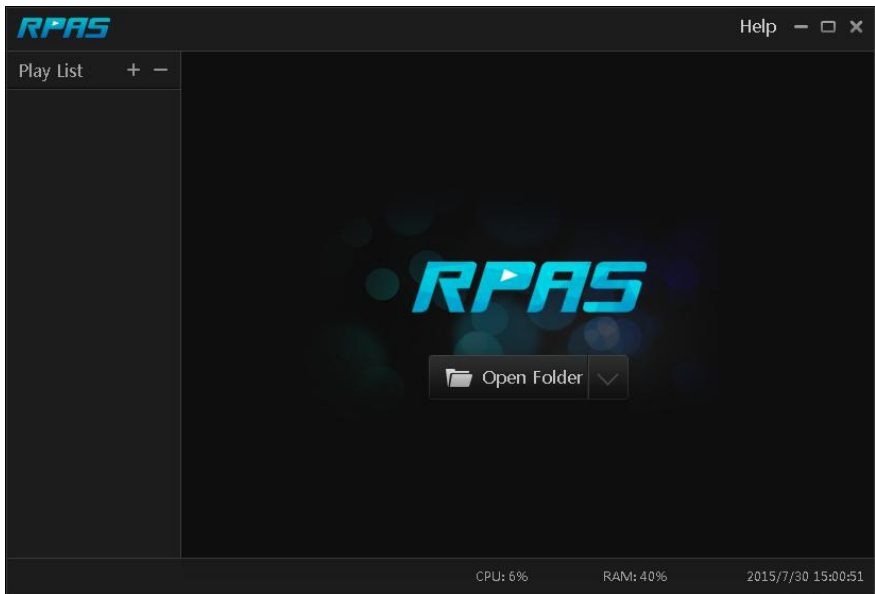 RPAS
Help
Play List
RPAS
Open Folder
CPU: 6% RAM: 40% 2015/7/30 15:00:51